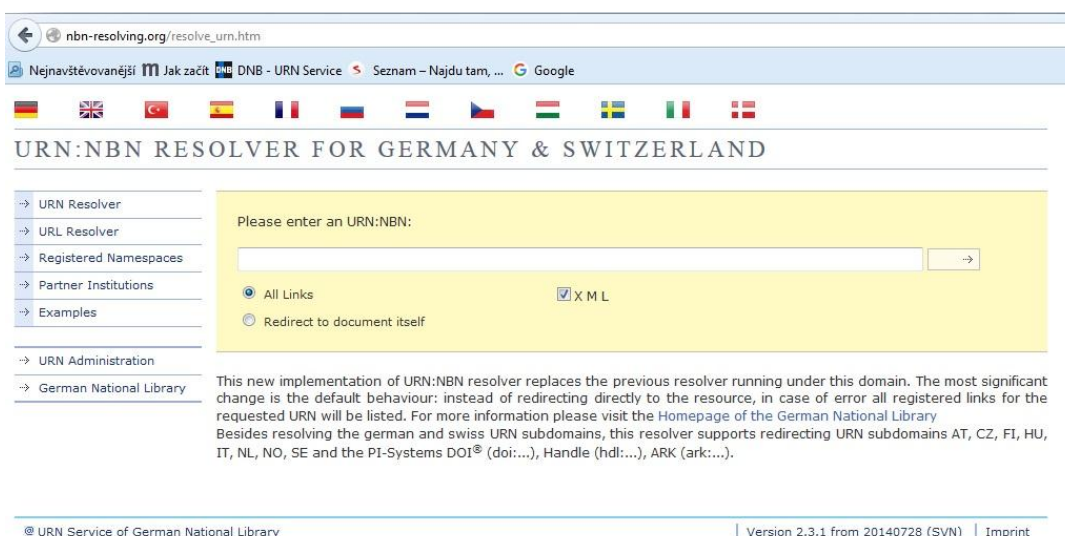 nbn-resolving.org/resolve_urn.htm
Nejnavštěvovanější Jak začít DNB - URN Service Seznam – Najdu tam, ... Google
URN:NBN RESOLVER FOR GERMANY & SWITZERLAND
URN Resolver
URL Resolver
Registered Namespaces
Partner Institutions
Examples
URN Administration
German National Library
Please enter an URN:NBN:
All Links
X M L
Redirect to document itself
This new implementation of URN:NBN resolver replaces the previous resolver running under this domain. The most significant
change is the default behaviour: instead of redirecting directly to the resource, in case of error all registered links for the
requested URN will be listed. For more information please visit the Homepage of the German National Library
Besides resolving the german and swiss URN subdomains, this resolver supports redirecting URN subdomains AT, CZ, FI, HU,
IT, NL, NO, SE and the PI-Systems DOI® (doi:...), Handle (hdl:...), ARK (ark:...).
@ URN Service of German National Library
Version 2.3.1 from 20140728 (SVN) | Imprint